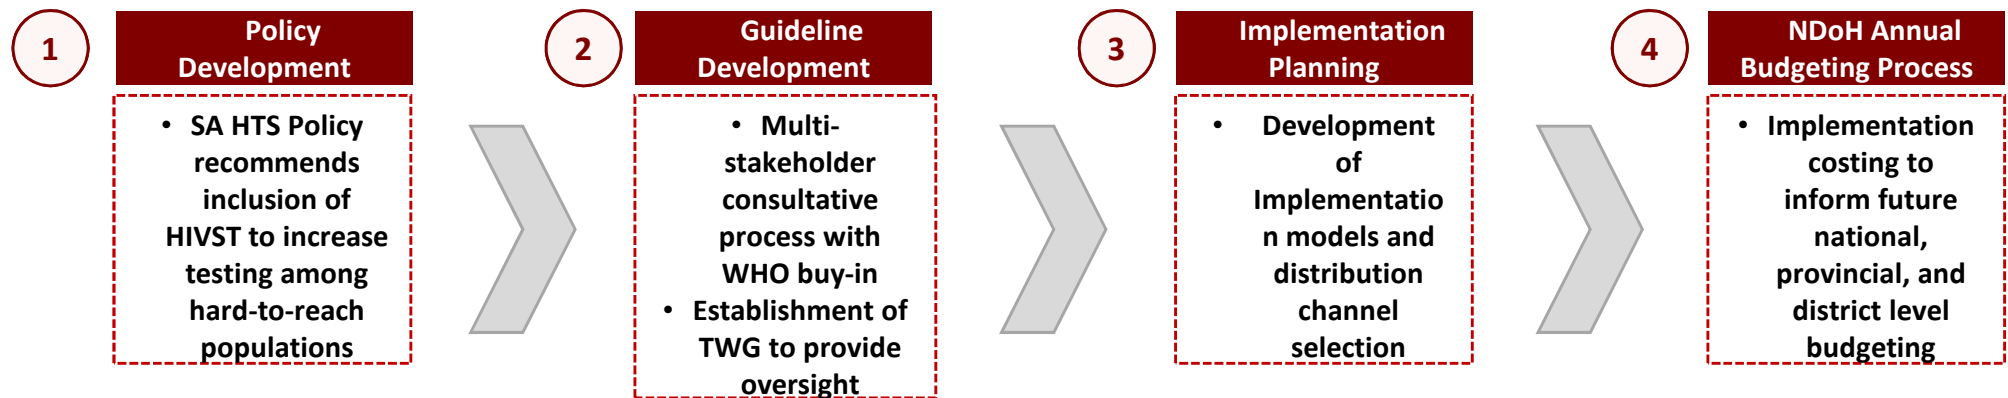 1
Policy
Development
• SA HTS Policy
recommends
inclusion of
HIVST to increase
testing among
hard-to-reach
populations
2
Guideline
Development
• Multi-
stakeholder
consultative
process with
WHO buy-in
• Establishment of
TWG to provide
oversight
3
Implementation
Planning
• Development
of
Implementatio
n models and
distribution
channel
selection
4
NDoH Annual
Budgeting Process
• Implementation
costing to
inform future
national,
provincial, and
district level
budgeting